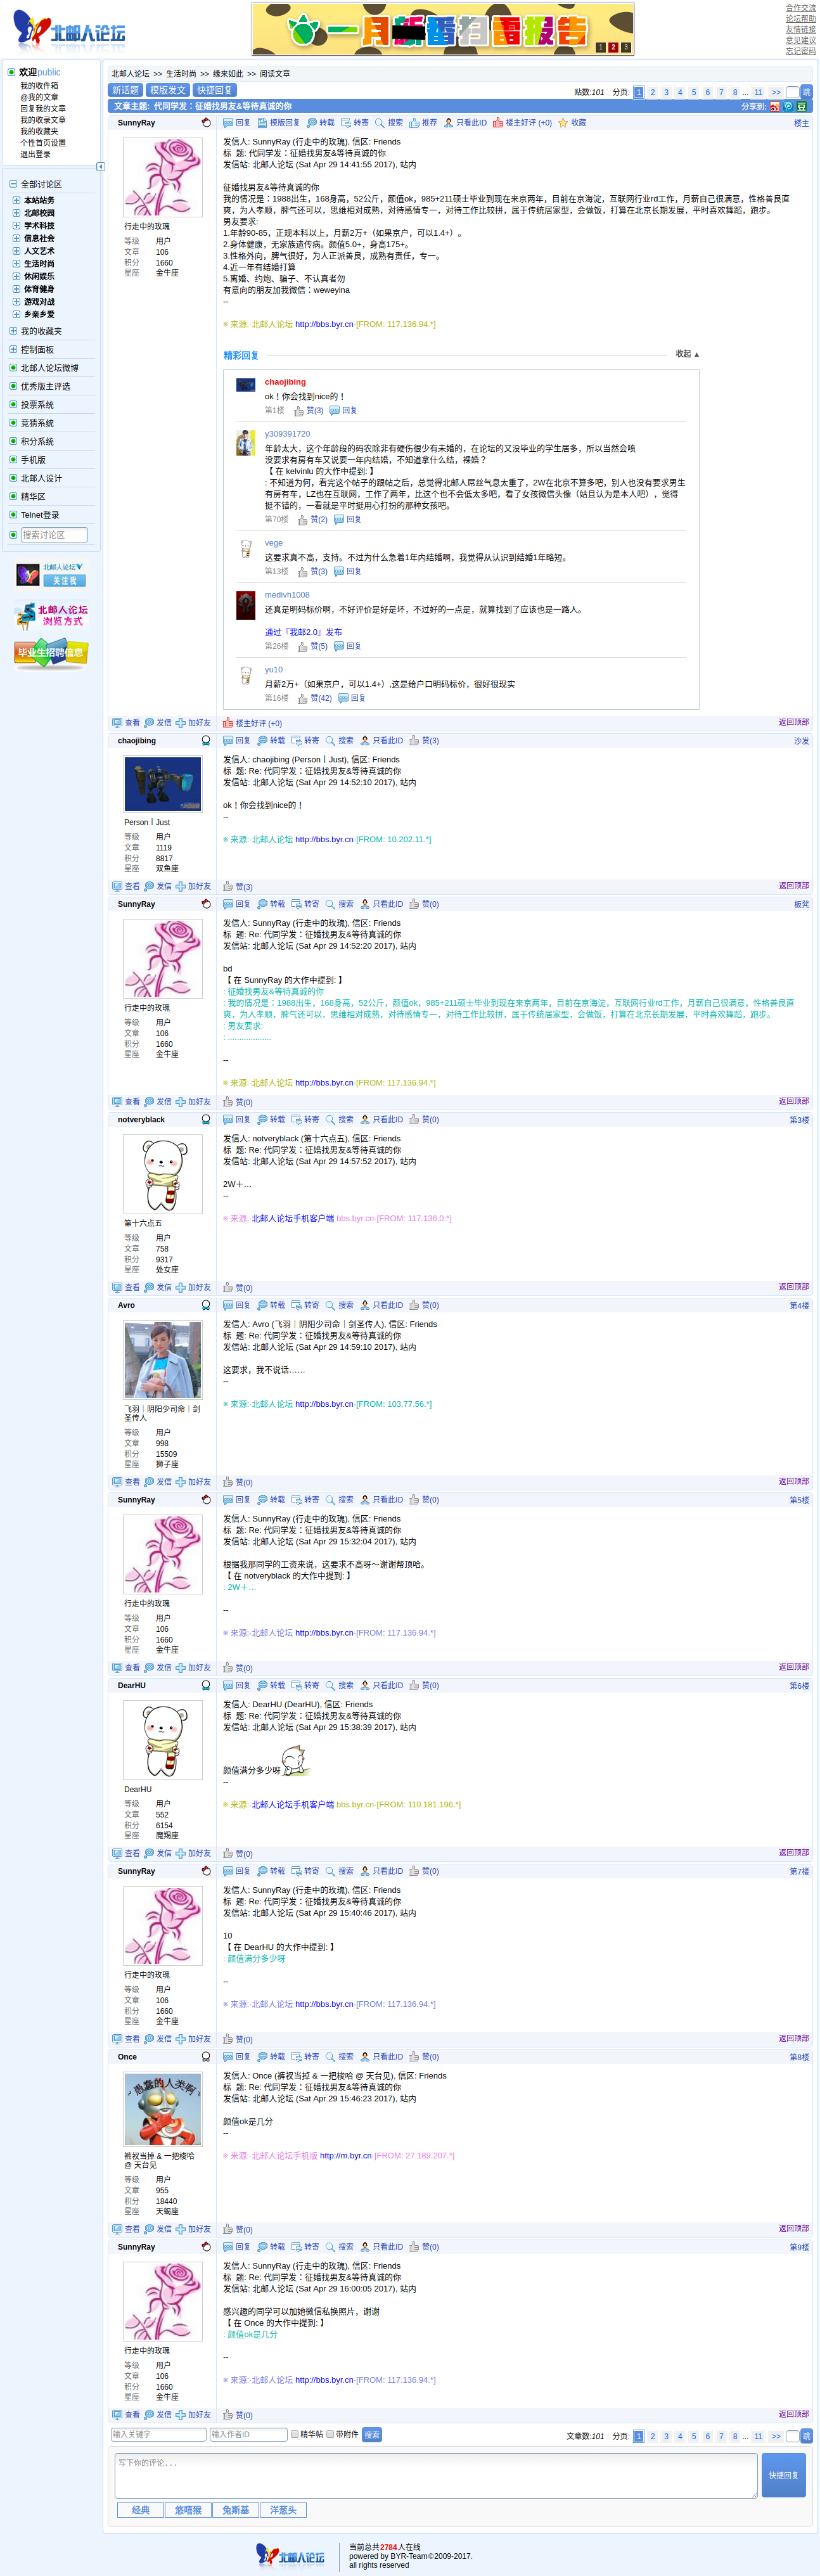 北邮人论坛
一月新番扫雷报告
1 2 3
合作交流
论坛帮助
友情链接
意见建议
忘记密码
欢迎public
我的收件箱
@我的文章
回复我的文章
我的收录文章
我的收藏夹
个性首页设置
退出登录
全部讨论区
本站站务
北邮校园
学术科技
信息社会
人文艺术
生活时尚
休闲娱乐
体育健身
游戏对战
乡亲乡爱
我的收藏夹
控制面板
北邮人论坛微博
优秀版主评选
投票系统
竞猜系统
积分系统
手机版
北邮人设计
精华区
Telnet登录
搜索讨论区
北邮人论坛
关注我
北邮人论坛
浏览方式
毕业生招聘信息
北邮人论坛 >> 生活时尚 >> 缘来如此 >> 阅读文章
新话题 模版发文 快捷回复
贴数:101 分页: 1 2 3 4 5 6 7 8 ... 11 >> 跳
文章主题: 代同学发：征婚找男友&等待真诚的你
分享到:
SunnyRay
回复 模版回复 转载 转寄 搜索 推荐 只看此ID 楼主好评 (+0) 收藏
楼主
行走中的玫瑰
等级 用户
文章 106
积分 1660
星座 金牛座
发信人: SunnyRay (行走中的玫瑰), 信区: Friends
标 题: 代同学发：征婚找男友&等待真诚的你
发信站: 北邮人论坛 (Sat Apr 29 14:41:55 2017), 站内
征婚找男友&等待真诚的你
我的情况是：1988出生，168身高，52公斤，颜值ok，985+211硕士毕业到现在来京两年，目前在京海淀，互联网行业rd工作，月薪自己很满意，性格善良直
爽，为人孝顺，脾气还可以，思维相对成熟，对待感情专一，对待工作比较拼，属于传统居家型，会做饭，打算在北京长期发展，平时喜欢舞蹈，跑步。
男友要求:
1.年龄90-85，正规本科以上，月薪2万+（如果京户，可以1.4+）。
2.身体健康，无家族遗传病。颜值5.0+，身高175+。
3.性格外向，脾气很好，为人正派善良，成熟有责任，专一。
4.近一年有结婚打算
5.离婚、约炮、骗子、不认真者勿
有意向的朋友加我微信：weweyina
--
※ 来源:·北邮人论坛 http://bbs.byr.cn·[FROM: 117.136.94.*]
精彩回复
收起 ▲
chaojibing
ok！你会找到nice的！
第1楼 赞(3) 回复
y309391720
年龄太大，这个年龄段的码农除非有硬伤很少有未婚的，在论坛的又没毕业的学生居多，所以当然会喷
没要求有房有车又说要一年内结婚，不知道拿什么结，裸婚？
【 在 kelvinlu 的大作中提到: 】
: 不知道为何，看完这个帖子的跟帖之后，总觉得北邮人屌丝气息太重了，2W在北京不算多吧，别人也没有要求男生
有房有车，LZ也在互联网，工作了两年，比这个也不会低太多吧，看了女孩微信头像（姑且认为是本人吧），觉得
挺不错的，一看就是平时挺用心打扮的那种女孩吧。
第70楼 赞(2) 回复
vege
这要求真不高，支持。不过为什么急着1年内结婚啊，我觉得从认识到结婚1年略短。
第13楼 赞(3) 回复
medivh1008
还真是明码标价啊，不好评价是好是坏，不过好的一点是，就算找到了应该也是一路人。
通过『我邮2.0』发布
第26楼 赞(5) 回复
yu10
月薪2万+（如果京户，可以1.4+）,这是给户口明码标价，很好很现实
第16楼 赞(42) 回复
查看 发信 加好友 楼主好评 (+0) 返回顶部
chaojibing
回复 转载 转寄 搜索 只看此ID 赞(3)
沙发
Person丨Just
等级 用户
文章 1119
积分 8817
星座 双鱼座
发信人: chaojibing (Person丨Just), 信区: Friends
标 题: Re: 代同学发：征婚找男友&等待真诚的你
发信站: 北邮人论坛 (Sat Apr 29 14:52:10 2017), 站内
ok！你会找到nice的！
--
※ 来源:·北邮人论坛 http://bbs.byr.cn·[FROM: 10.202.11.*]
查看 发信 加好友 赞(3) 返回顶部
SunnyRay
回复 转载 转寄 搜索 只看此ID 赞(0)
板凳
行走中的玫瑰
等级 用户
文章 106
积分 1660
星座 金牛座
发信人: SunnyRay (行走中的玫瑰), 信区: Friends
标 题: Re: 代同学发：征婚找男友&等待真诚的你
发信站: 北邮人论坛 (Sat Apr 29 14:52:20 2017), 站内
bd
【 在 SunnyRay 的大作中提到: 】
: 征婚找男友&等待真诚的你
: 我的情况是：1988出生，168身高，52公斤，颜值ok，985+211硕士毕业到现在来京两年，目前在京海淀，互联网行业rd工作，月薪自己很满意，性格善良直
爽，为人孝顺，脾气还可以，思维相对成熟，对待感情专一，对待工作比较拼，属于传统居家型，会做饭，打算在北京长期发展，平时喜欢舞蹈，跑步。
: 男友要求:
: ...................
--
※ 来源:·北邮人论坛 http://bbs.byr.cn·[FROM: 117.136.94.*]
查看 发信 加好友 赞(0) 返回顶部
notveryblack
回复 转载 转寄 搜索 只看此ID 赞(0)
第3楼
第十六点五
等级 用户
文章 758
积分 9317
星座 处女座
发信人: notveryblack (第十六点五), 信区: Friends
标 题: Re: 代同学发：征婚找男友&等待真诚的你
发信站: 北邮人论坛 (Sat Apr 29 14:57:52 2017), 站内
2W＋…
--
※ 来源:·北邮人论坛手机客户端 bbs.byr.cn·[FROM: 117.136.0.*]
查看 发信 加好友 赞(0) 返回顶部
Avro
回复 转载 转寄 搜索 只看此ID 赞(0)
第4楼
飞羽｜阴阳少司命｜剑
圣传人
等级 用户
文章 998
积分 15509
星座 狮子座
发信人: Avro (飞羽｜阴阳少司命｜剑圣传人), 信区: Friends
标 题: Re: 代同学发：征婚找男友&等待真诚的你
发信站: 北邮人论坛 (Sat Apr 29 14:59:10 2017), 站内
这要求，我不说话……
--
※ 来源:·北邮人论坛 http://bbs.byr.cn·[FROM: 103.77.56.*]
查看 发信 加好友 赞(0) 返回顶部
SunnyRay
回复 转载 转寄 搜索 只看此ID 赞(0)
第5楼
行走中的玫瑰
等级 用户
文章 106
积分 1660
星座 金牛座
发信人: SunnyRay (行走中的玫瑰), 信区: Friends
标 题: Re: 代同学发：征婚找男友&等待真诚的你
发信站: 北邮人论坛 (Sat Apr 29 15:32:04 2017), 站内
根据我那同学的工资来说，这要求不高呀～谢谢帮顶哈。
【 在 notveryblack 的大作中提到: 】
: 2W＋…
--
※ 来源:·北邮人论坛 http://bbs.byr.cn·[FROM: 117.136.94.*]
查看 发信 加好友 赞(0) 返回顶部
DearHU
回复 转载 转寄 搜索 只看此ID 赞(0)
第6楼
DearHU
等级 用户
文章 552
积分 6154
星座 魔羯座
发信人: DearHU (DearHU), 信区: Friends
标 题: Re: 代同学发：征婚找男友&等待真诚的你
发信站: 北邮人论坛 (Sat Apr 29 15:38:39 2017), 站内
颜值满分多少呀
--
※ 来源:·北邮人论坛手机客户端 bbs.byr.cn·[FROM: 110.181.196.*]
查看 发信 加好友 赞(0) 返回顶部
SunnyRay
回复 转载 转寄 搜索 只看此ID 赞(0)
第7楼
行走中的玫瑰
等级 用户
文章 106
积分 1660
星座 金牛座
发信人: SunnyRay (行走中的玫瑰), 信区: Friends
标 题: Re: 代同学发：征婚找男友&等待真诚的你
发信站: 北邮人论坛 (Sat Apr 29 15:40:46 2017), 站内
10
【 在 DearHU 的大作中提到: 】
: 颜值满分多少呀
--
※ 来源:·北邮人论坛 http://bbs.byr.cn·[FROM: 117.136.94.*]
查看 发信 加好友 赞(0) 返回顶部
Once
回复 转载 转寄 搜索 只看此ID 赞(0)
第8楼
愚蠢的人类啊
裤衩当掉 & 一把梭哈
@ 天台见
等级 用户
文章 955
积分 18440
星座 天蝎座
发信人: Once (裤衩当掉 & 一把梭哈 @ 天台见), 信区: Friends
标 题: Re: 代同学发：征婚找男友&等待真诚的你
发信站: 北邮人论坛 (Sat Apr 29 15:46:23 2017), 站内
颜值ok是几分
--
※ 来源:·北邮人论坛手机版 http://m.byr.cn·[FROM: 27.189.207.*]
查看 发信 加好友 赞(0) 返回顶部
SunnyRay
回复 转载 转寄 搜索 只看此ID 赞(0)
第9楼
行走中的玫瑰
等级 用户
文章 106
积分 1660
星座 金牛座
发信人: SunnyRay (行走中的玫瑰), 信区: Friends
标 题: Re: 代同学发：征婚找男友&等待真诚的你
发信站: 北邮人论坛 (Sat Apr 29 16:00:05 2017), 站内
感兴趣的同学可以加她微信私换照片，谢谢
【 在 Once 的大作中提到: 】
: 颜值ok是几分
--
※ 来源:·北邮人论坛 http://bbs.byr.cn·[FROM: 117.136.94.*]
查看 发信 加好友 赞(0) 返回顶部
输入关键字 输入作者ID 精华帖 带附件 搜索
文章数:101 分页: 1 2 3 4 5 6 7 8 ... 11 >> 跳
写下你的评论...
快捷回复
经典 悠嘻猴 兔斯基 洋葱头
北邮人论坛
当前总共2784人在线
powered by BYR-Team©2009-2017.
all rights reserved